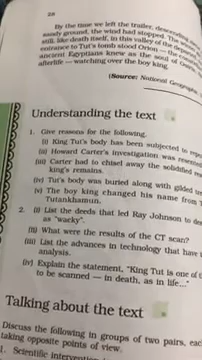 28
By the time we left the trailer, descending
sandy ground, the wind had stopped. The winter
still, like death itself, in this valley of the depar
entrance to Tut's tomb stood Orion — the
ancient Egyptians knew as the soul of Osiris,
afterlife — watching over the boy king.
(Source: National Geographic,
Understanding the text
1. Give reasons for the following.
(i) King Tut's body has been subjected to
(ii) Howard Carter's investigation was resented
(iii) Carter had to chisel away the solidified
king's remains.
(iv) Tut's body was buried along with gilded
(v) The boy king changed his name from
Tutankhamun.
2. (i) List the deeds that led Ray Johnson to
as "wacky".
(ii) What were the results of the CT scan?
(iii) List the advances in technology that have
analysis.
(iv) Explain the statement, "King Tut is one of
to be scanned — in death, as in life..."
Talking about the text
Discuss the following in groups of two pairs, eac
taking opposite points of view.
1. Scientific intervention